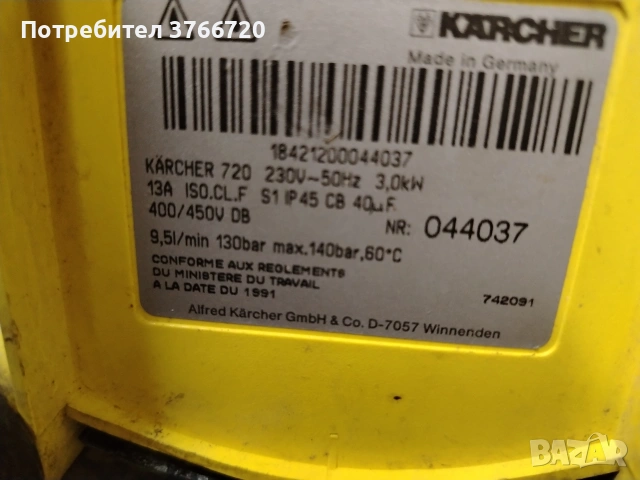 Потребител 3766720
KÄRCHER
Made in Germany
18421200044037
KÄRCHER 720 230V~50Hz 3,0kW
13A ISO.CL.F S1 IP45 CB 40µF
400/450V DB
NR: 044037
9,5l/min 130bar max.140bar,60°C
CONFORME AUX REGLEMENTS
DU MINISTERE DU TRAVAIL
A LA DATE DU 1991
742091
Alfred Kärcher GmbH & Co. D-7057 Winnenden
BAZAR